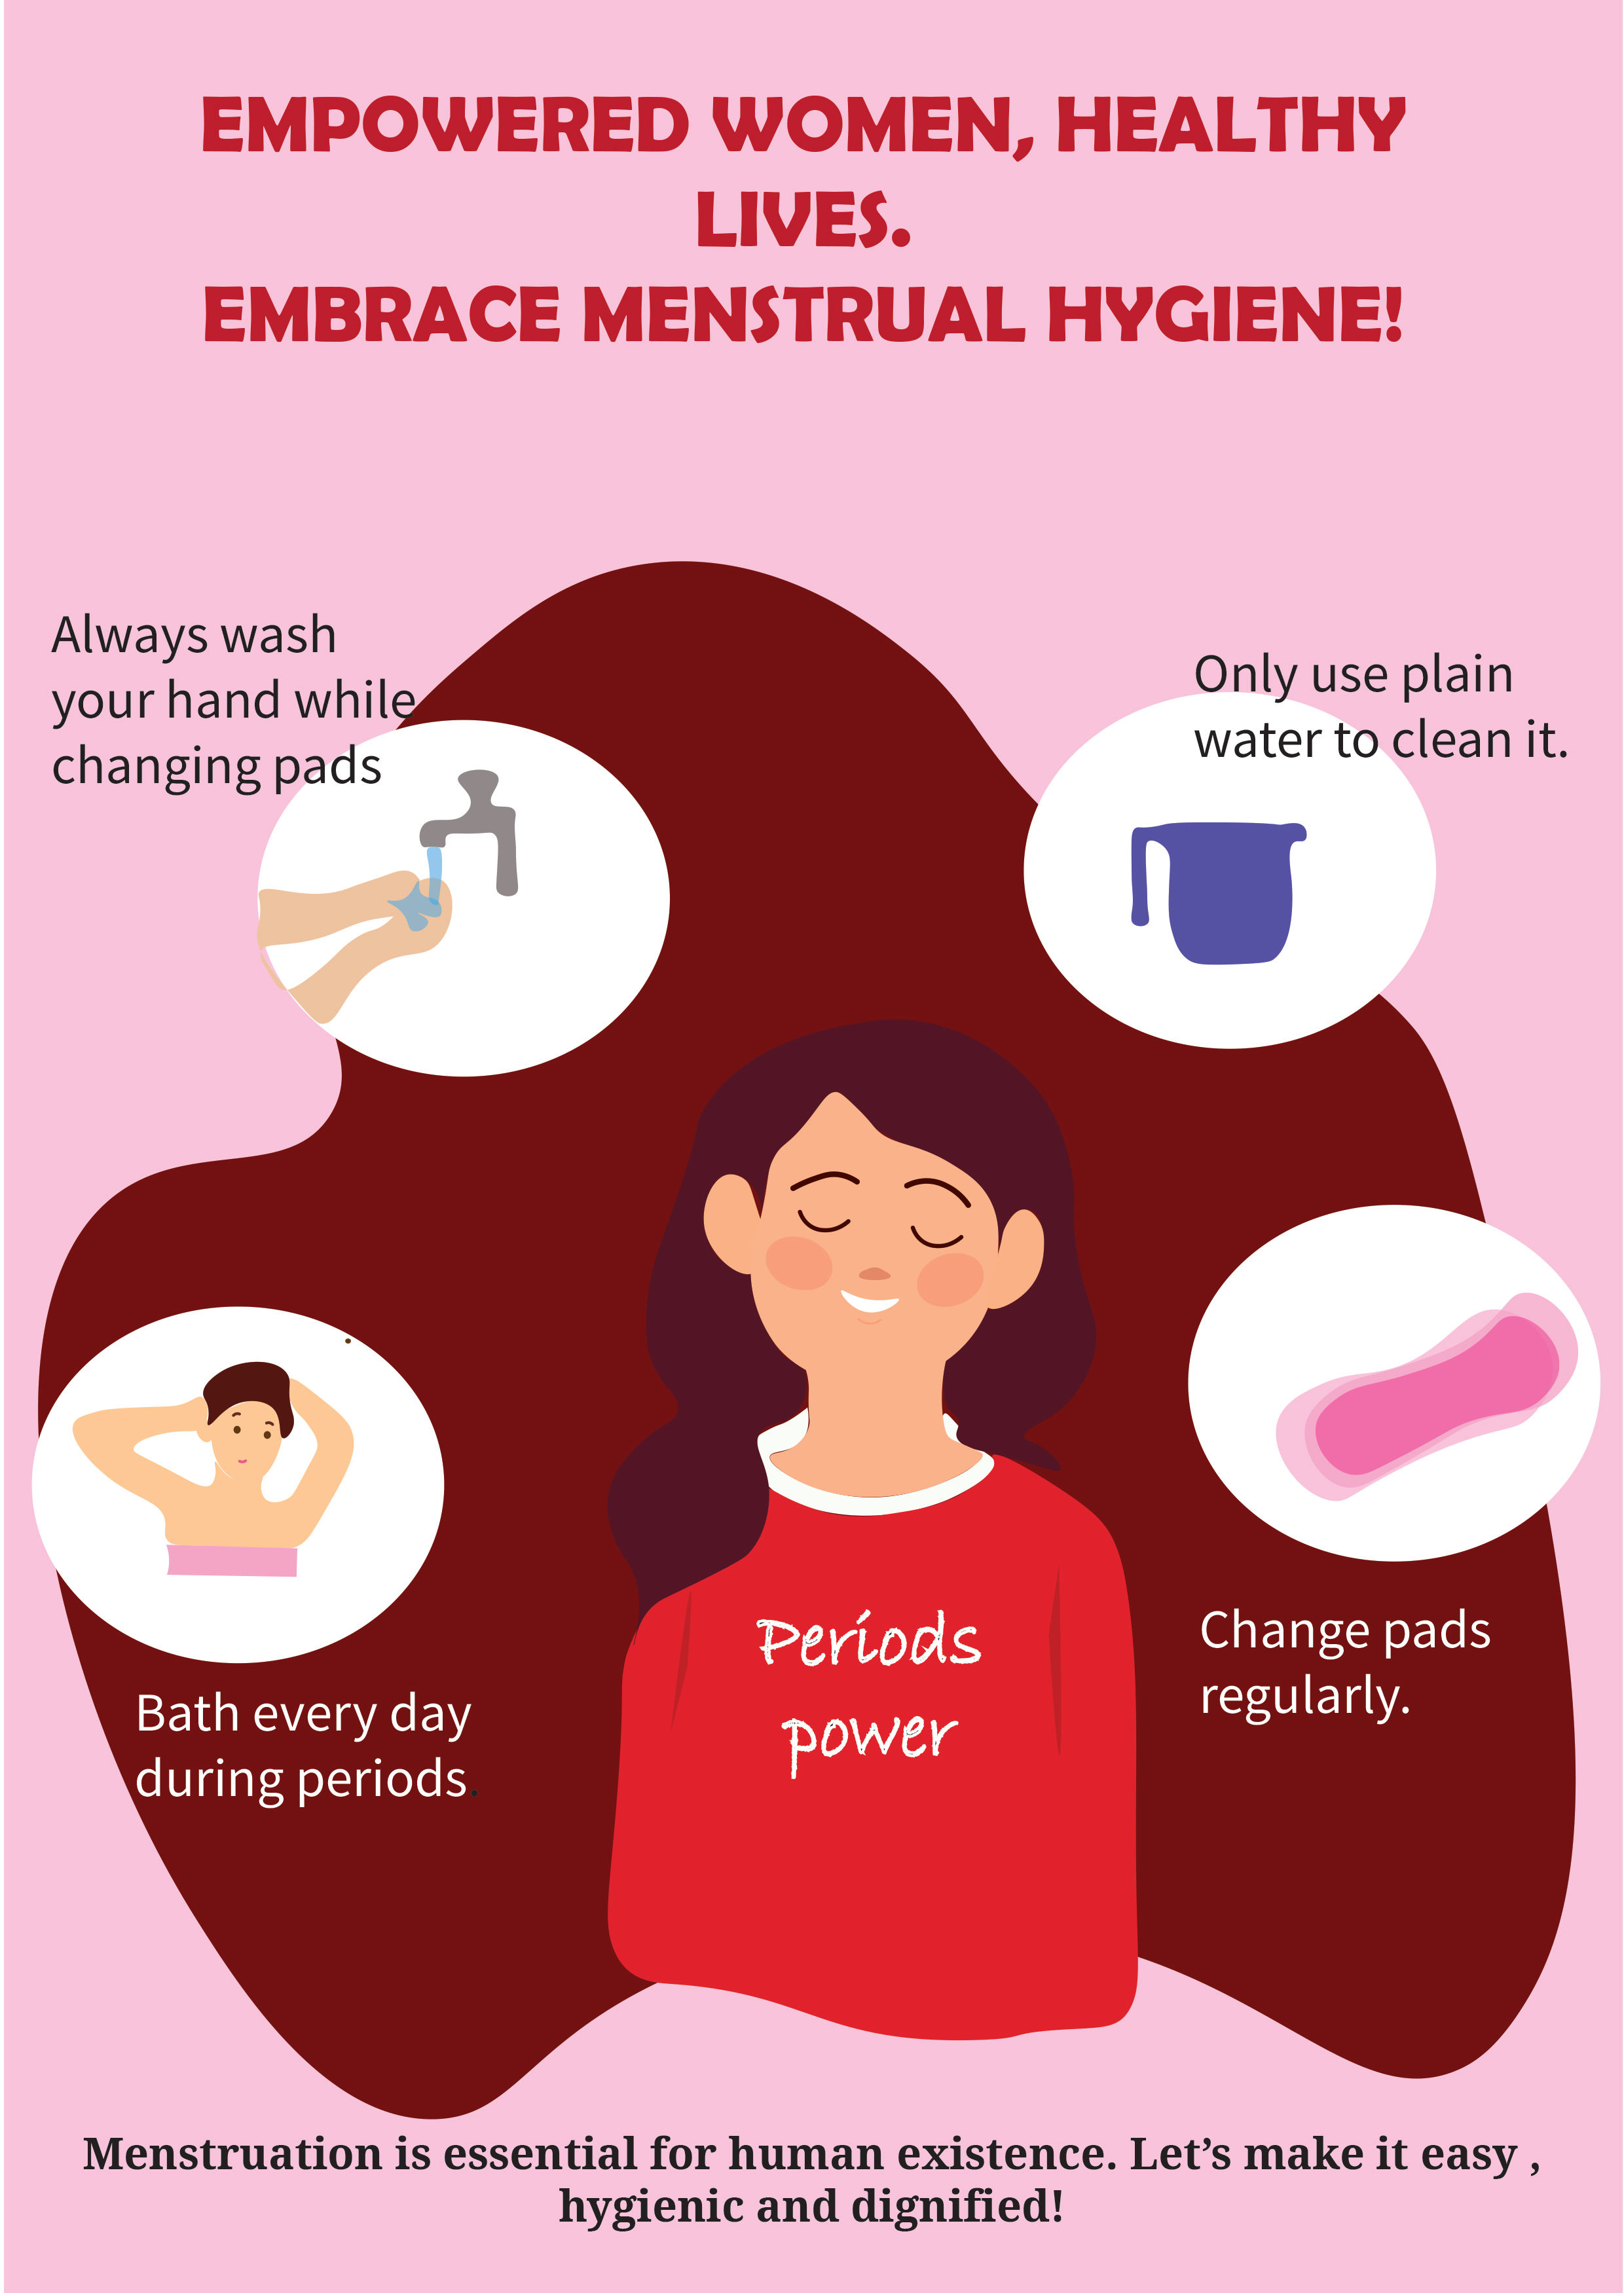 EMPOWERED WOMEN, HEALTHY
LIVES.
EMBRACE MENSTRUAL HYGIENE!
Always wash
your hand while
changing pads
Only use plain
water to clean it.
Bath every day
during periods.
Periods
power
Change pads
regularly.
Menstruation is essential for human existence. Let’s make it easy ,
hygienic and dignified!